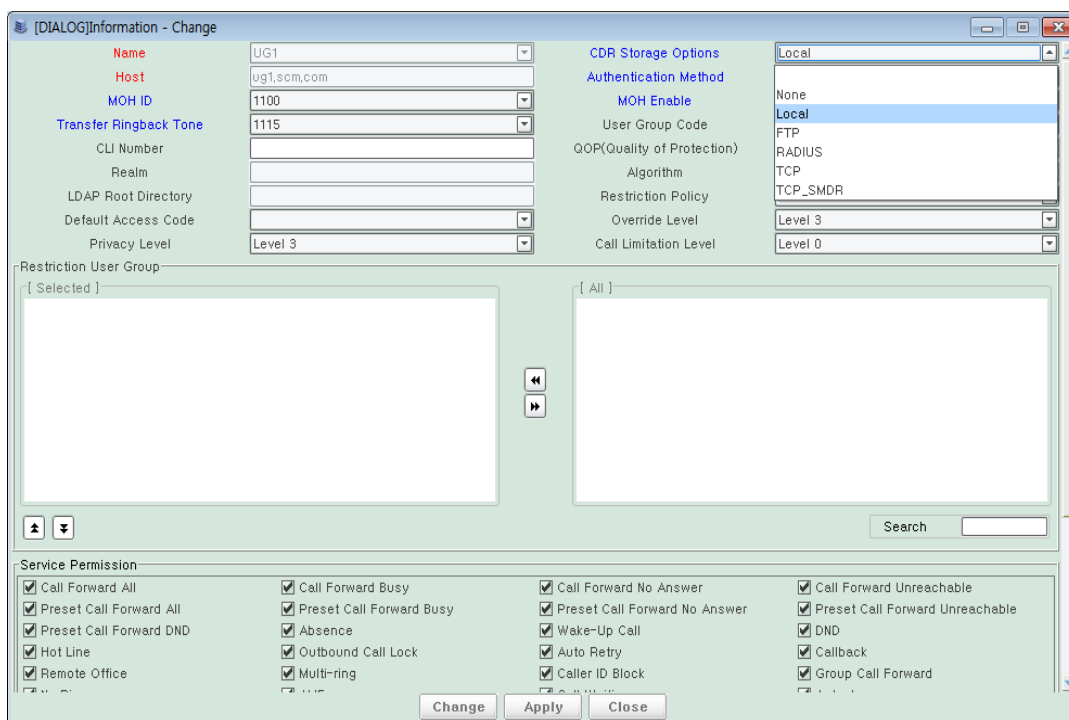 [DIALOG]Information - Change
Name UG1 CDR Storage Options Local
Host ug1,scm,com Authentication Method
MOH ID 1100 MOH Enable None
Transfer Ringback Tone 1115 User Group Code Local
CLI Number QOP(Quality of Protection) FTP
RADIUS
Realm Algorithm TCP
LDAP Root Directory Restriction Policy TCP_SMDR
Default Access Code Override Level Level 3
Privacy Level Level 3 Call Limitation Level Level 0
Restriction User Group
[ Selected ] [ All ]
Search
Service Permission
Call Forward All Call Forward Busy Call Forward No Answer Call Forward Unreachable
Preset Call Forward All Preset Call Forward Busy Preset Call Forward No Answer Preset Call Forward Unreachable
Preset Call Forward DND Absence Wake-Up Call DND
Hot Line Outbound Call Lock Auto Retry Callback
Remote Office Multi-ring Caller ID Block Group Call Forward
Change Apply Close